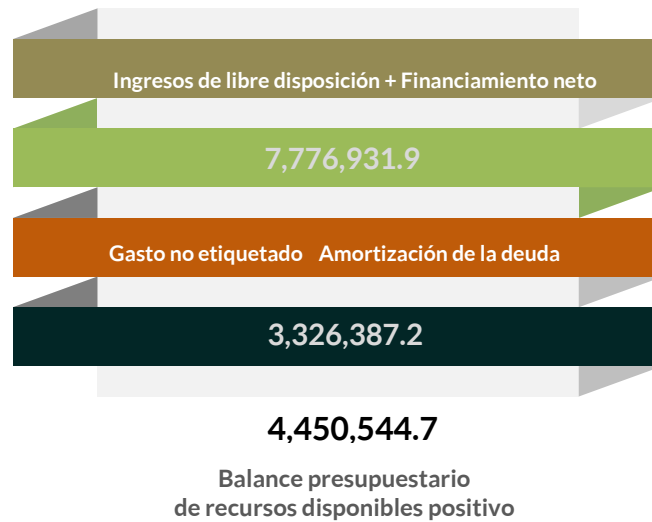 Ingresos de libre disposición + Financiamiento neto
7,776,931.9
Gasto no etiquetado Amortización de la deuda
3,326,387.2
4,450,544.7
Balance presupuestario
de recursos disponibles positivo